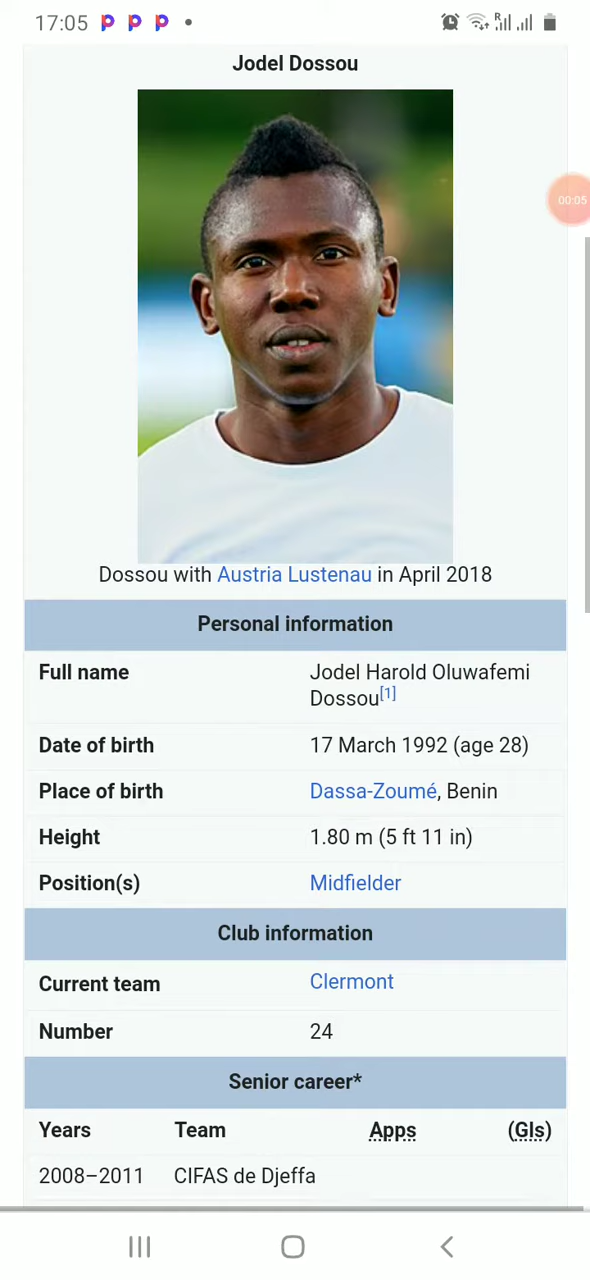 17:05
R
00:05
Jodel Dossou
Dossou with Austria Lustenau in April 2018
Personal information
Full name Jodel Harold Oluwafemi
Dossou[1]
Date of birth 17 March 1992 (age 28)
Place of birth Dassa-Zoumé, Benin
Height 1.80 m (5 ft 11 in)
Position(s) Midfielder
Club information
Current team Clermont
Number 24
Senior career*
Years Team Apps (Gls)
2008–2011 CIFAS de Djeffa